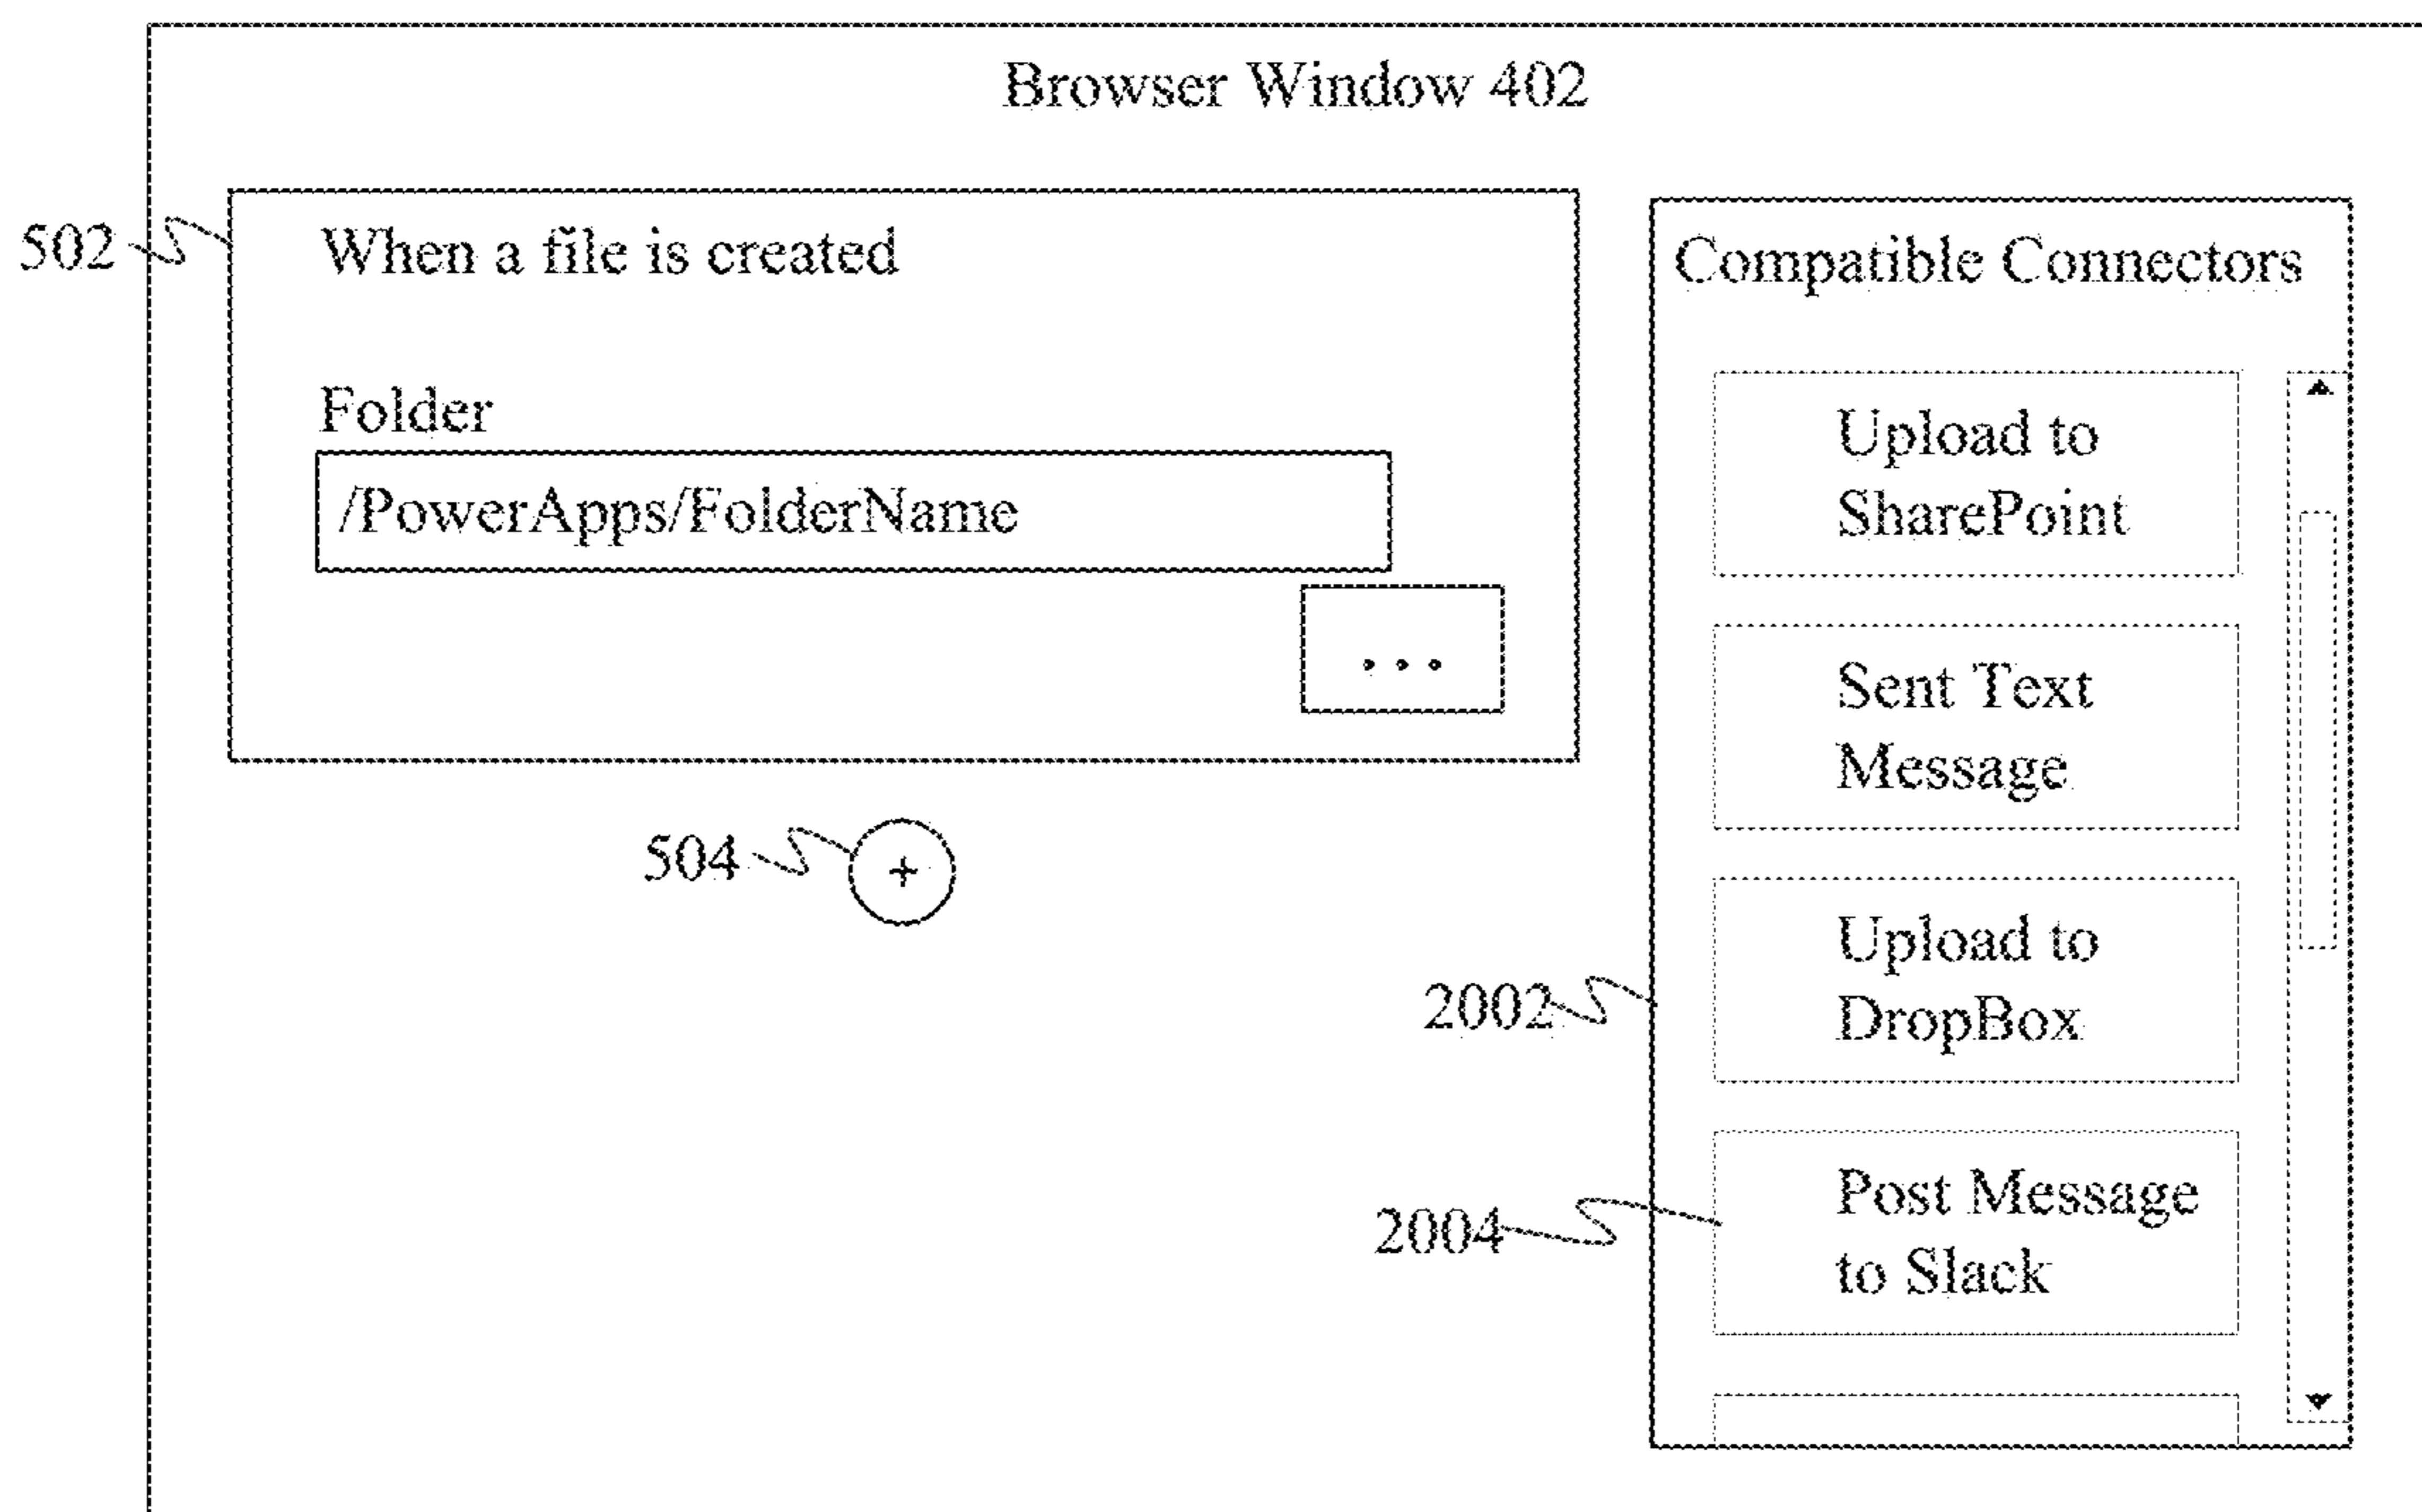 Browser Window 402
502
When a file is created
Folder
/PowerApps/FolderName
...
504
+
Compatible Connectors
Upload to
SharePoint
Sent Text
Message
Upload to
DropBox
2002
Post Message
to Slack
2004